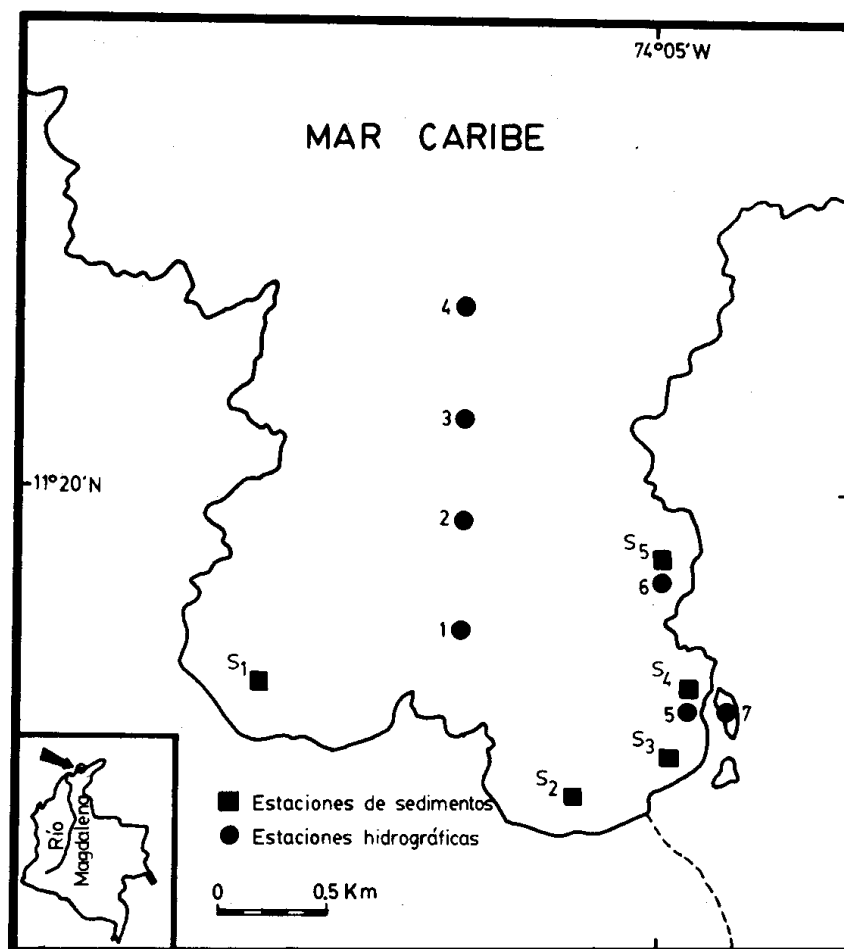 74°05'W
MAR CARIBE
4
3
11°20'N
2
S5
6
1
S1
S4
5
7
S3
S2
Río
Magdalena
Estaciones de sedimentos
Estaciones hidrográficas
0 0.5 Km